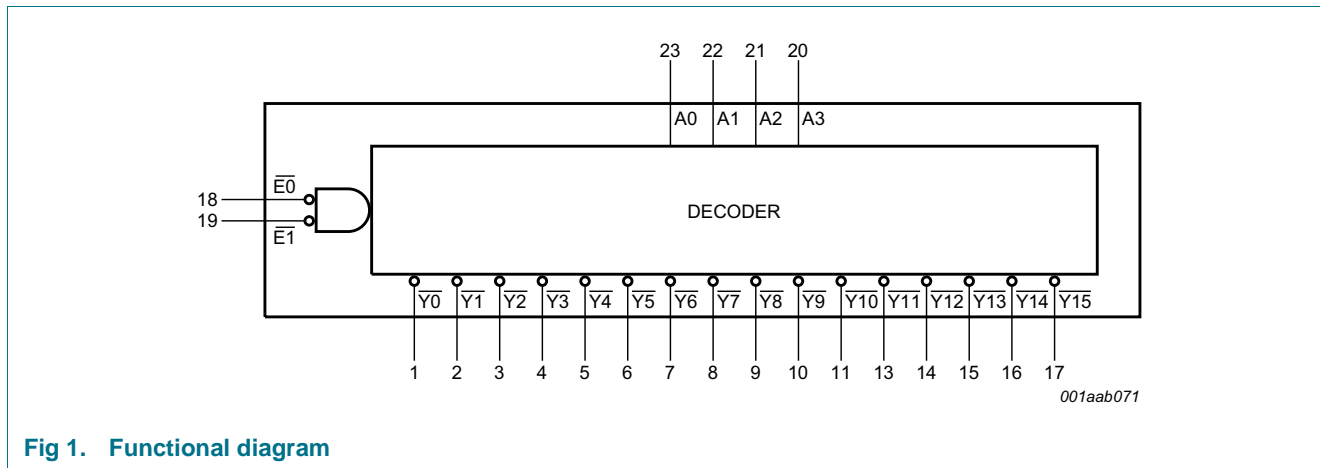 23 22 21 20
A0 A1 A2 A3
E0
18
DECODER
19
E1
Y0 Y1 Y2 Y3 Y4 Y5 Y6 Y7 Y8 Y9 Y10 Y11 Y12 Y13 Y14 Y15
1 2 3 4 5 6 7 8 9 10 11 13 14 15 16 17
001aab071
Fig 1. Functional diagram